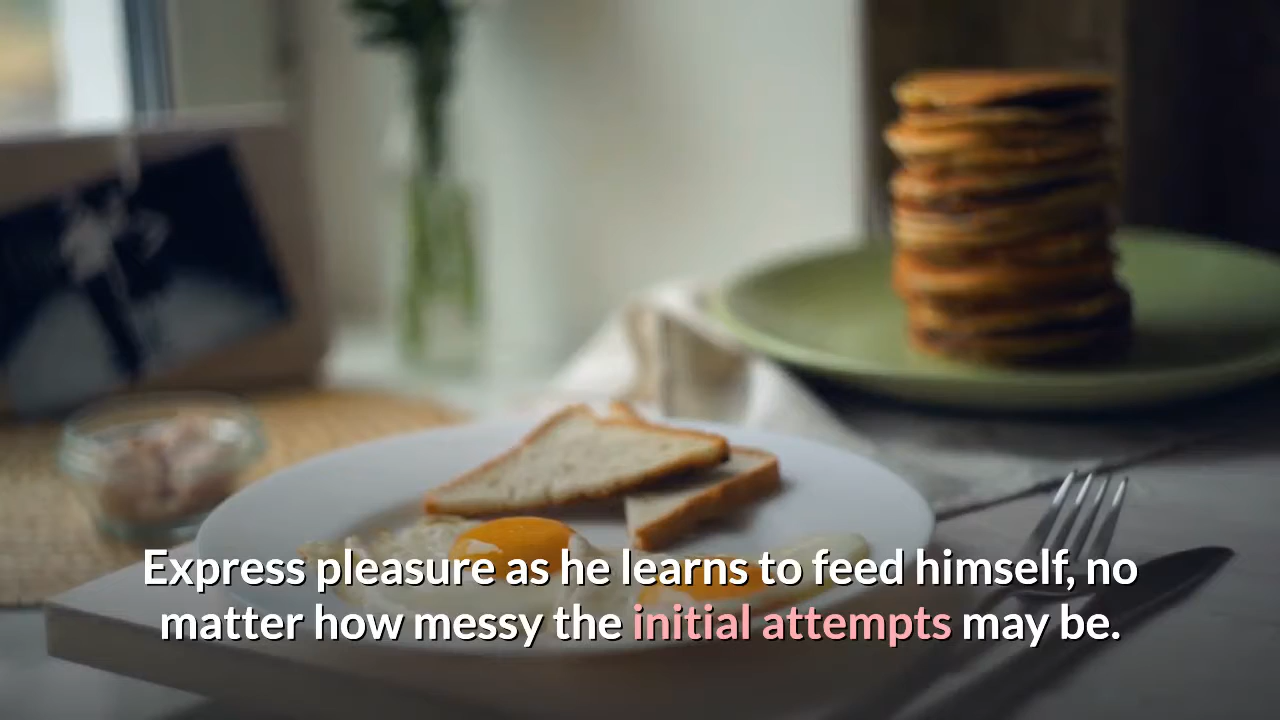 Express pleasure as he learns to feed himself, no
matter how messy the initial attempts may be.